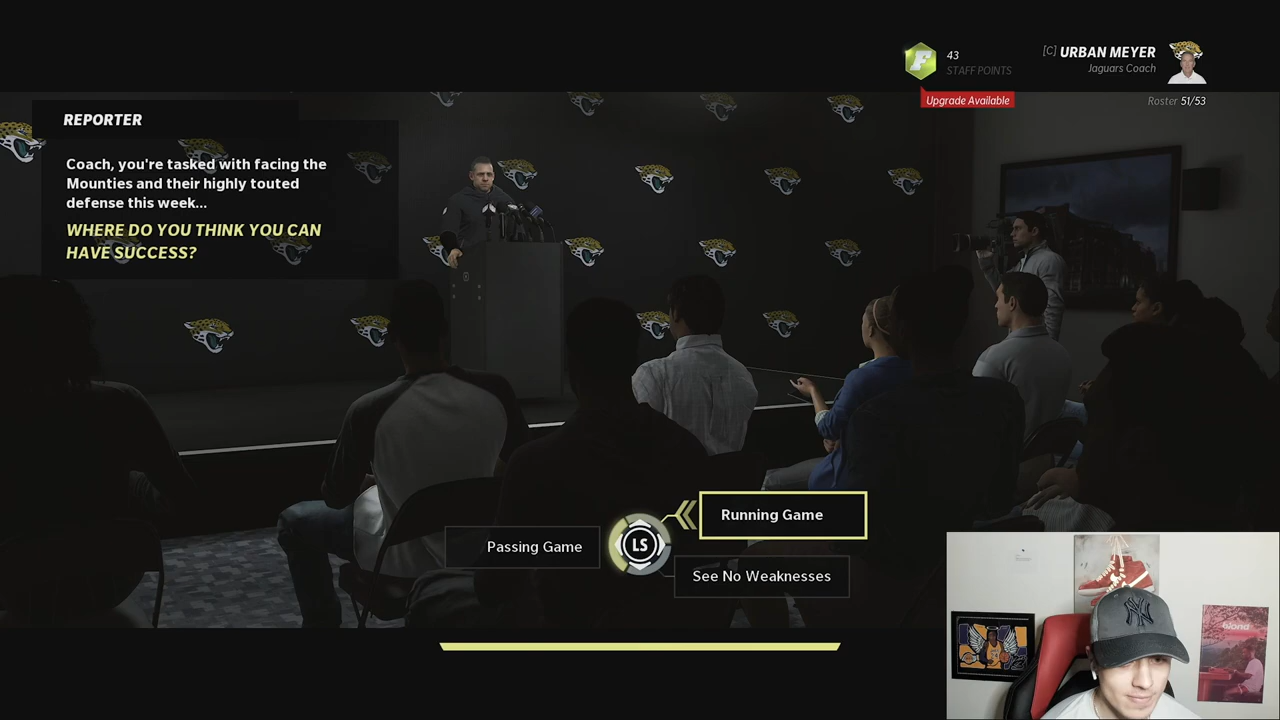 43
STAFF POINTS
[C] URBAN MEYER
Jaguars Coach
Upgrade Available
Roster 51/53
REPORTER
Coach, you're tasked with facing the
Mounties and their highly touted
defense this week...
WHERE DO YOU THINK YOU CAN
HAVE SUCCESS?
Running Game
Passing Game
LS
See No Weaknesses
blond
NY